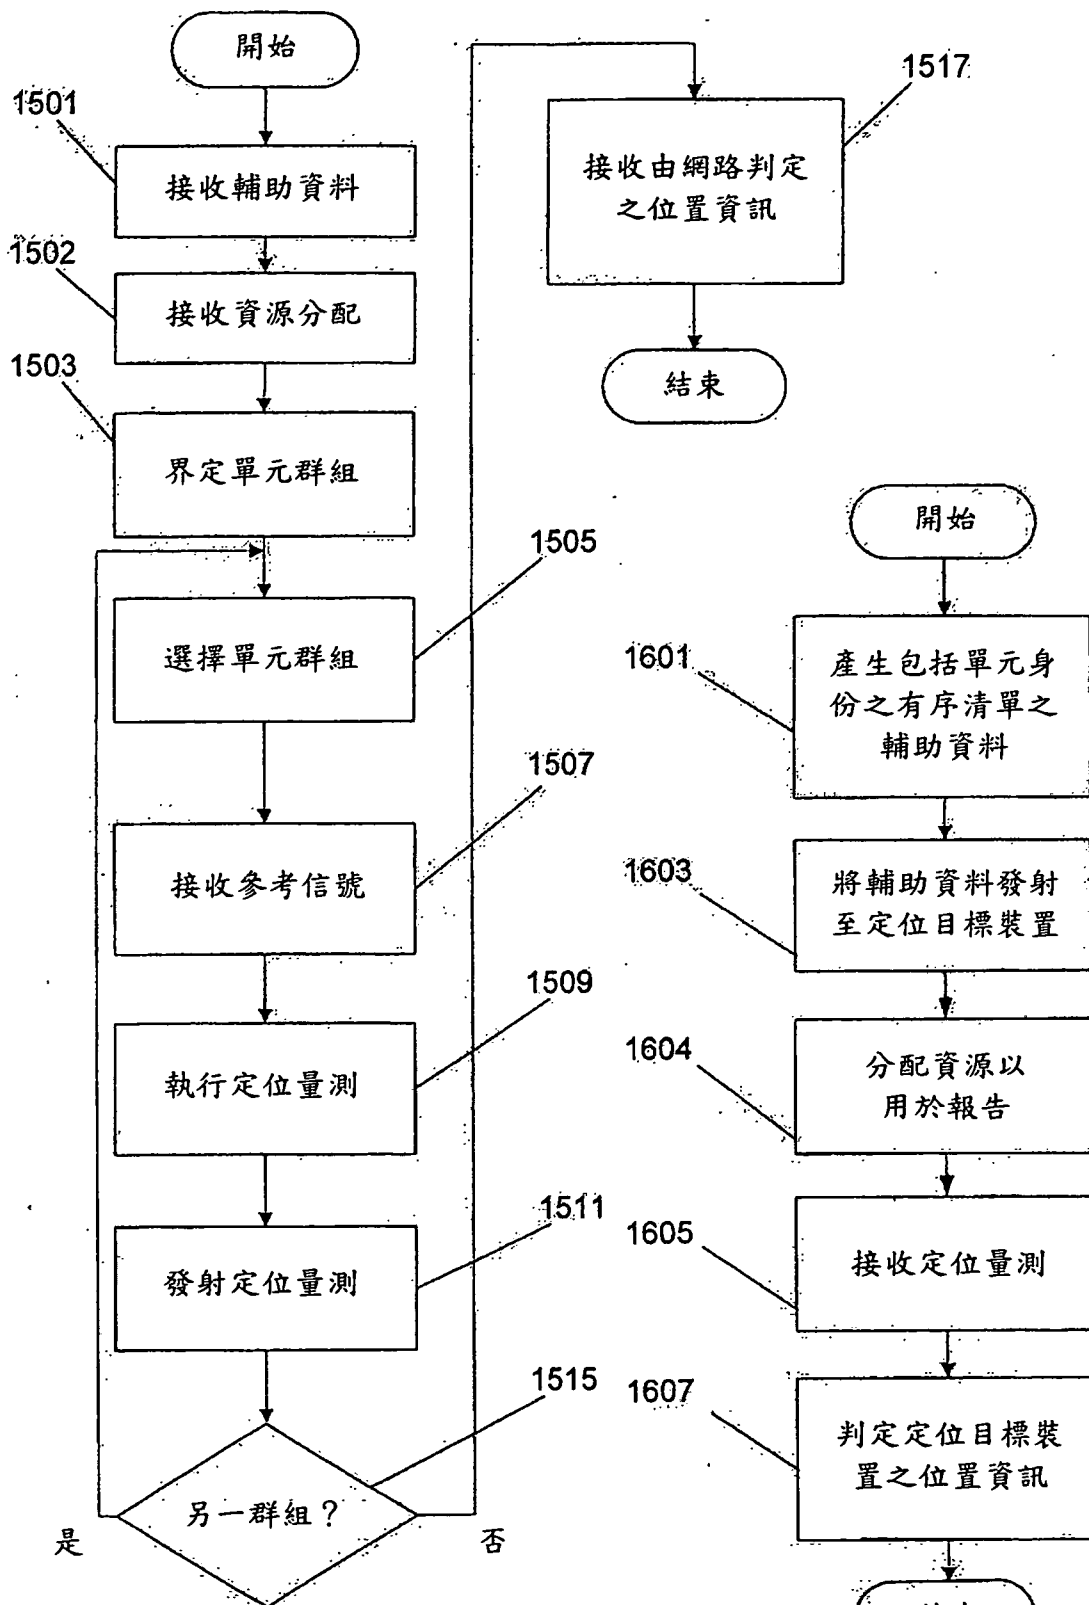 開始
1501
接收輔助資料
1502
接收資源分配
1503
界定單元群組
1505
選擇單元群組
1507
接收參考信號
1509
執行定位量測
1511
發射定位量測
1515
另一群組？
是
否
1517
接收由網路判定
之位置資訊
結束
開始
1601
產生包括單元身
份之有序清單之
輔助資料
1603
將輔助資料發射
至定位目標裝置
1604
分配資源以
用於報告
1605
接收定位量測
1607
判定定位目標裝
置之位置資訊